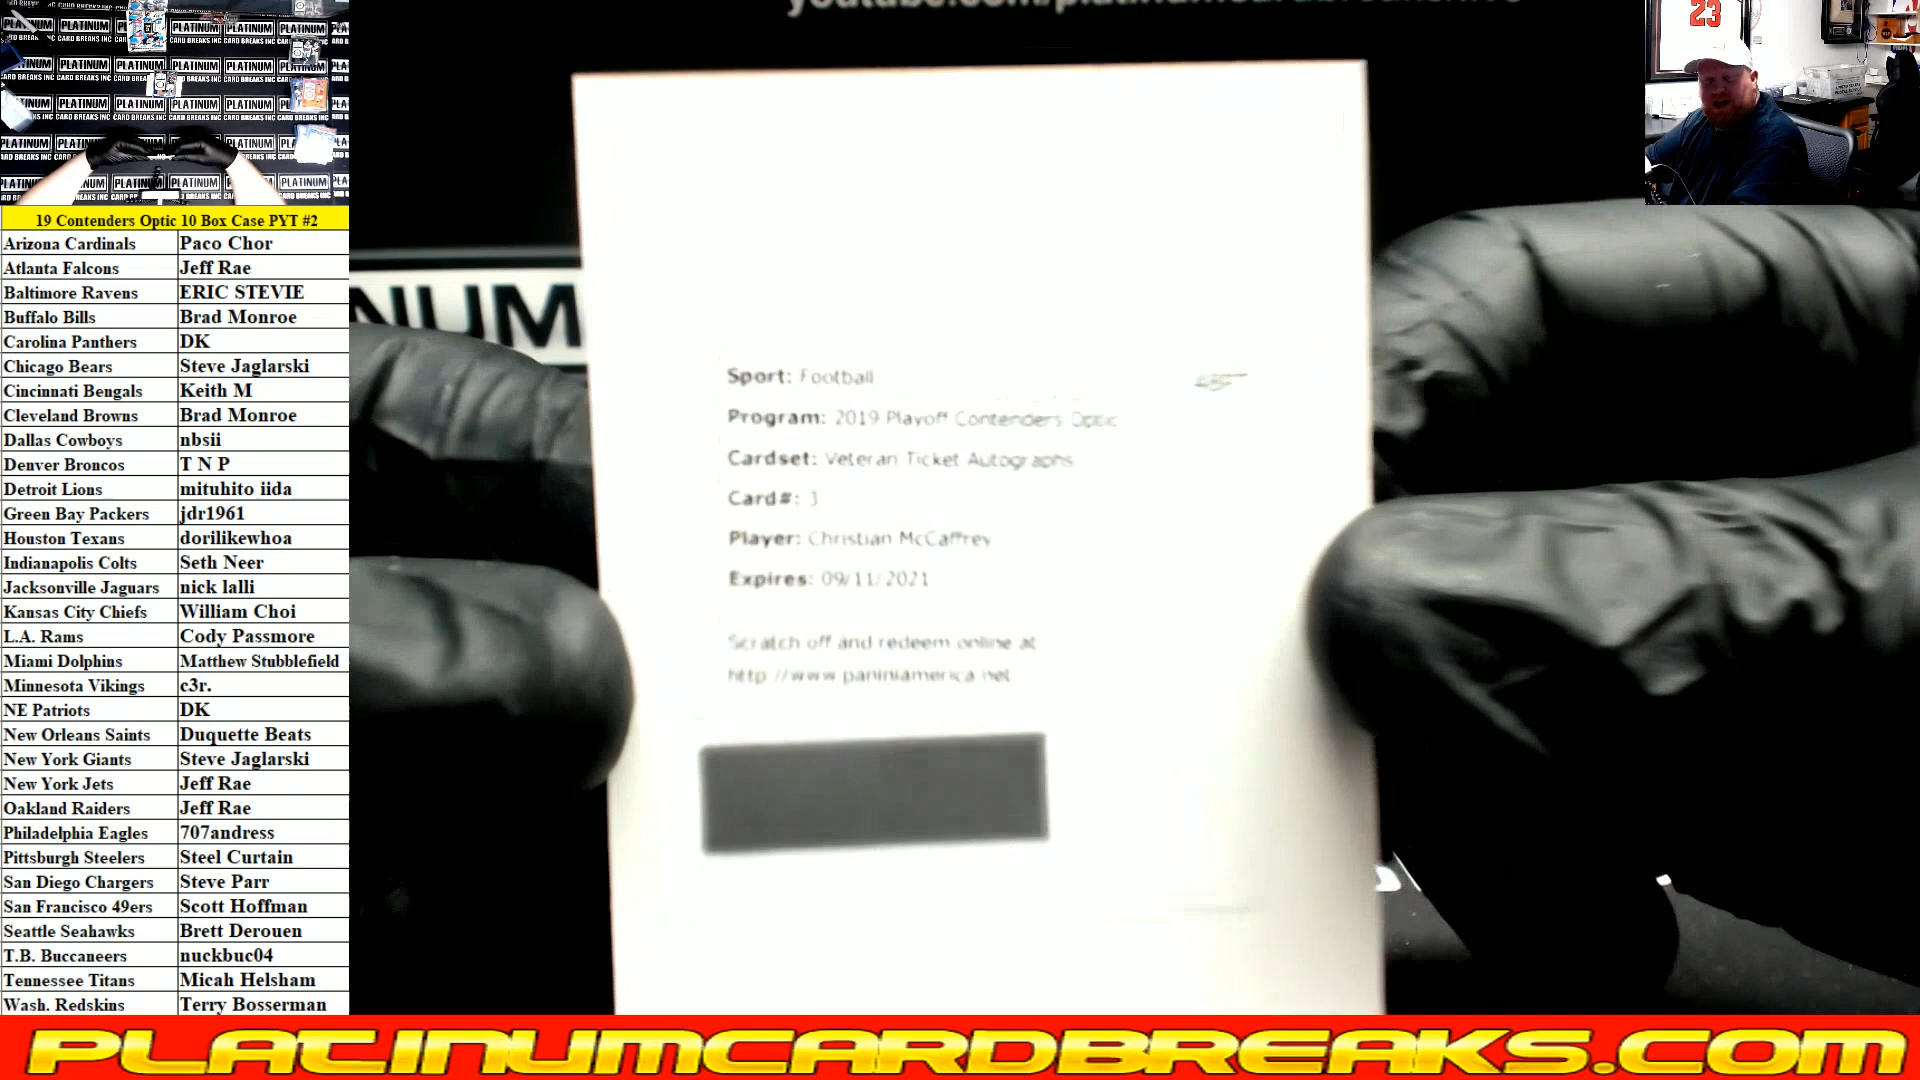 youtube.com/platinumcardbreakslive
23
19 Contenders Optic 10 Box Case PYT #2
Arizona Cardinals Paco Chor
Atlanta Falcons Jeff Rae
Baltimore Ravens ERIC STEVIE
Buffalo Bills Brad Monroe
Carolina Panthers DK
Chicago Bears Steve Jaglarski
Cincinnati Bengals Keith M
Cleveland Browns Brad Monroe
Dallas Cowboys nbsii
Denver Broncos T N P
Detroit Lions mituhito iida
Green Bay Packers jdr1961
Houston Texans dorilikewhoa
Indianapolis Colts Seth Neer
Jacksonville Jaguars nick lalli
Kansas City Chiefs William Choi
L.A. Rams Cody Passmore
Miami Dolphins Matthew Stubblefield
Minnesota Vikings c3r.
NE Patriots DK
New Orleans Saints Duquette Beats
New York Giants Steve Jaglarski
New York Jets Jeff Rae
Oakland Raiders Jeff Rae
Philadelphia Eagles 707andress
Pittsburgh Steelers Steel Curtain
San Diego Chargers Steve Parr
San Francisco 49ers Scott Hoffman
Seattle Seahawks Brett Derouen
T.B. Buccaneers nuckbuc04
Tennessee Titans Micah Helsham
Wash. Redskins Terry Bosserman
NUM
Sport: Football
Program: 2019 Playoff Contenders Optic
Cardset: Veteran Ticket Autographs
Card#: 3
Player: Christian McCaffrey
Expires: 09/11/2021
Scratch off and redeem online at
http://www.paniniamerica.net
PLATINUMCARDBREAKS.COM